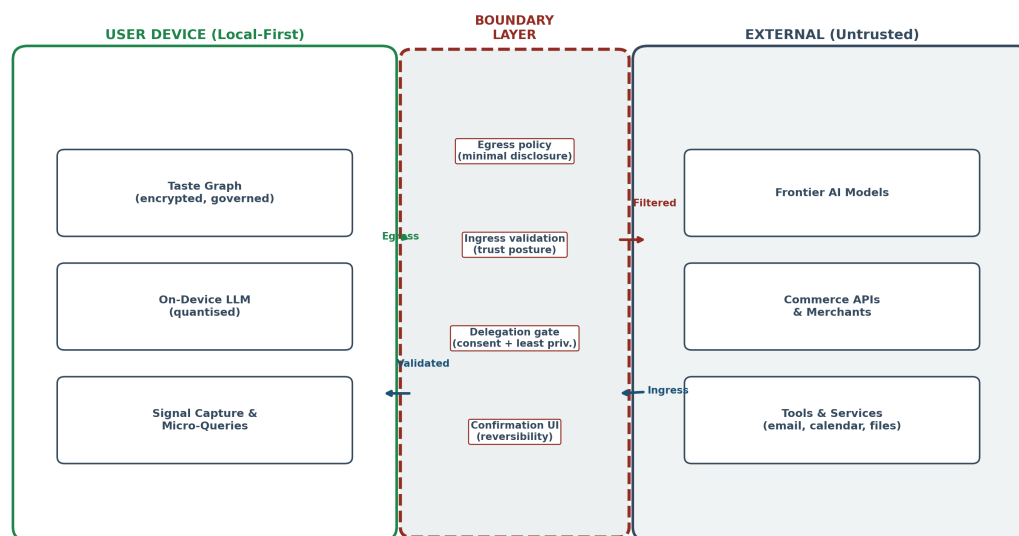 BOUNDARY
LAYER
USER DEVICE (Local-First)
EXTERNAL (Untrusted)
Taste Graph
(encrypted, governed)
On-Device LLM
(quantised)
Signal Capture &
Micro-Queries
Egress
Validated
Egress policy
(minimal disclosure)
Ingress validation
(trust posture)
Delegation gate
(consent + least priv.)
Confirmation UI
(reversibility)
Filtered
Ingress
Frontier AI Models
Commerce APIs
& Merchants
Tools & Services
(email, calendar, files)